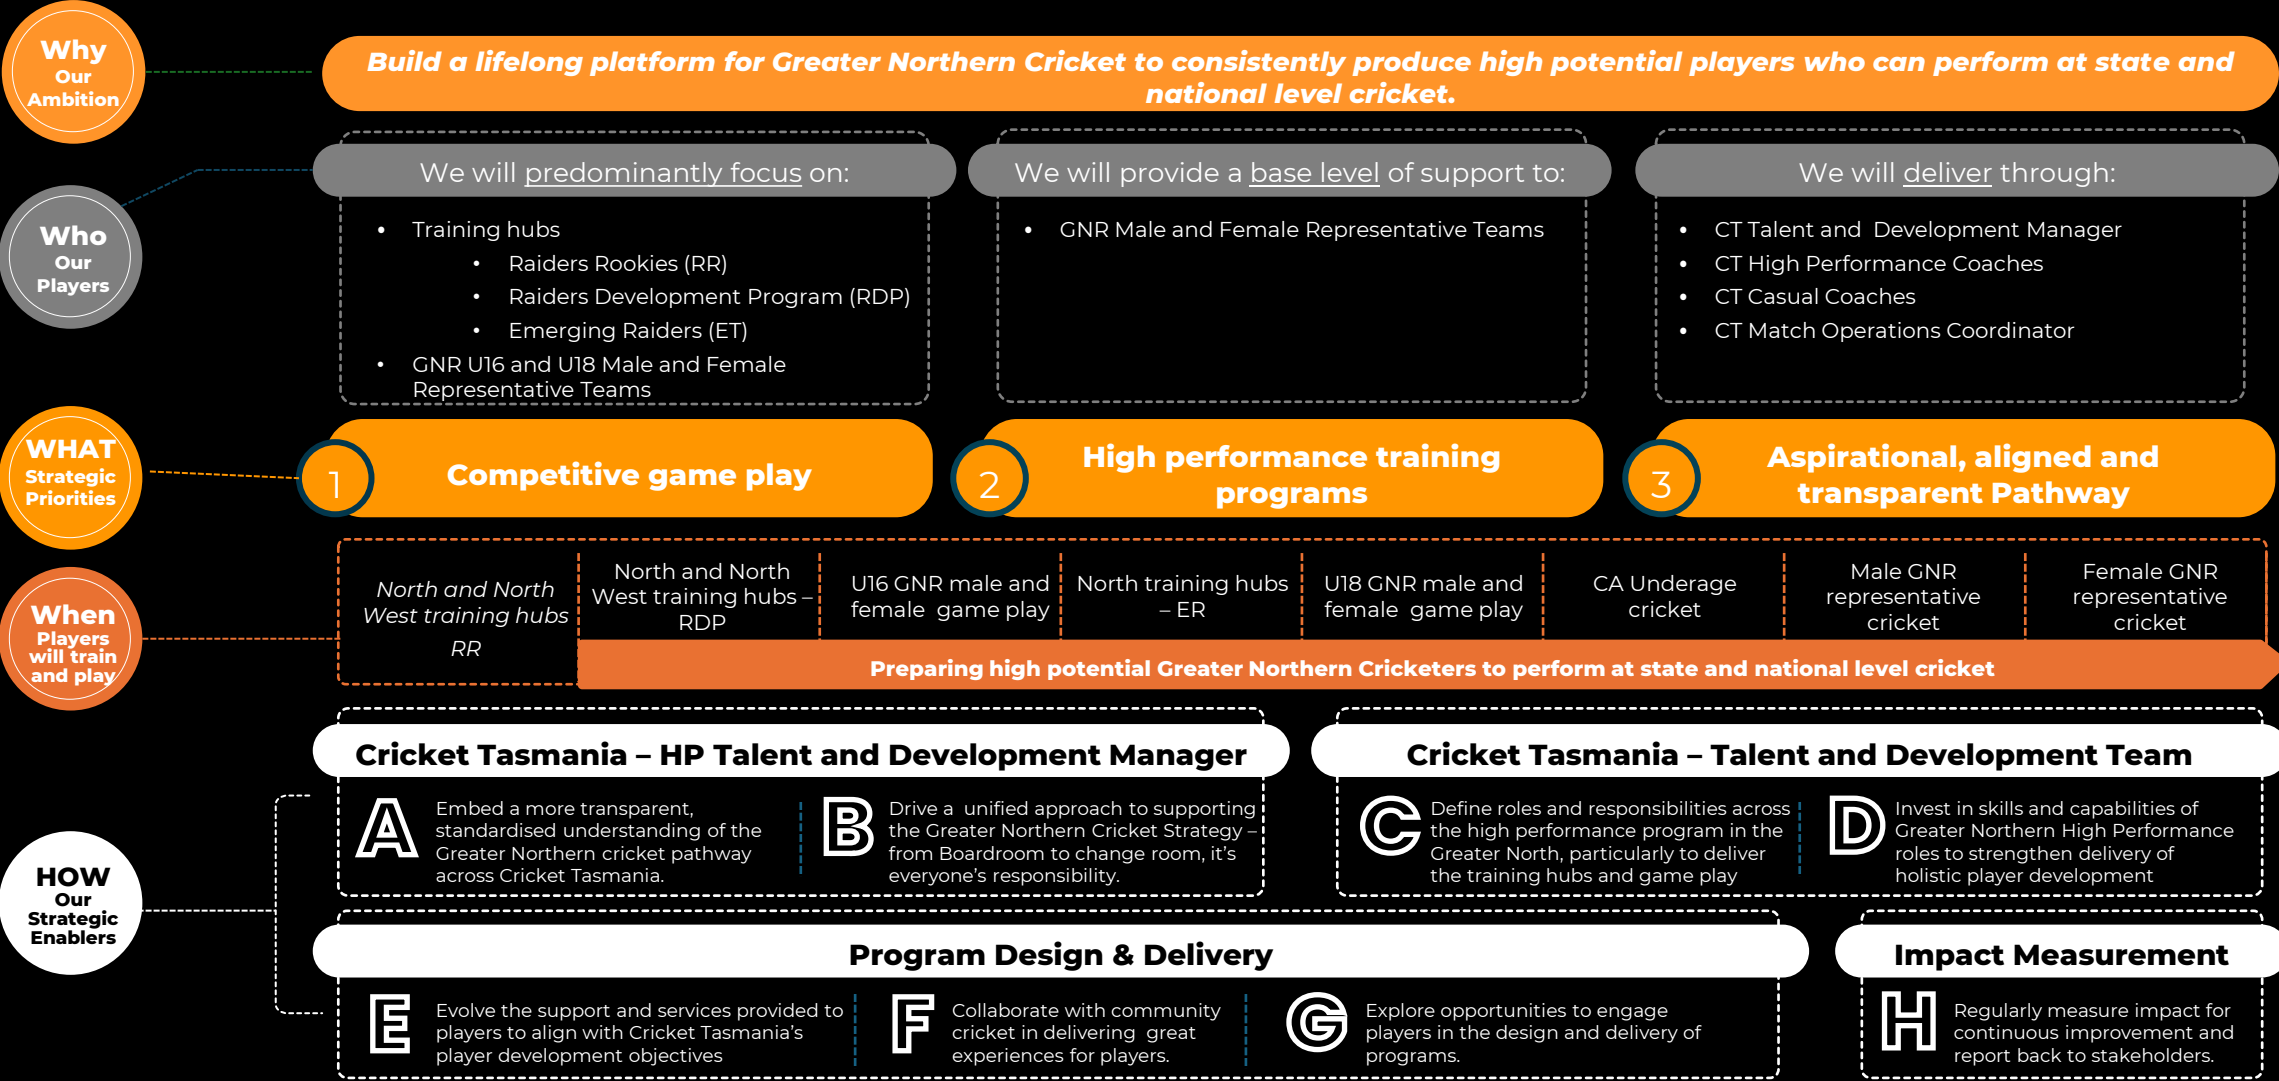 Why
Our
Ambition
Build a lifelong platform for Greater Northern Cricket to consistently produce high potential players who can perform at state and
national level cricket.
Who
Our
Players
We will predominantly focus on:
• Training hubs
• Raiders Rookies (RR)
• Raiders Development Program (RDP)
• Emerging Raiders (ET)
• GNR U16 and U18 Male and Female
Representative Teams
We will provide a base level of support to:
• GNR Male and Female Representative Teams
We will deliver through:
• CT Talent and Development Manager
• CT High Performance Coaches
• CT Casual Coaches
• CT Match Operations Coordinator
WHAT
Strategic
Priorities
1
Competitive game play
2
High performance training
programs
3
Aspirational, aligned and
transparent Pathway
When
Players
will train
and play
North and North
West training hubs
RR
North and North
West training hubs –
RDP
U16 GNR male and
female game play
North training hubs
– ER
U18 GNR male and
female game play
CA Underage
cricket
Male GNR
representative
cricket
Female GNR
representative
cricket
Preparing high potential Greater Northern Cricketers to perform at state and national level cricket
HOW
Our
Strategic
Enablers
Cricket Tasmania – HP Talent and Development Manager
A
Embed a more transparent,
standardised understanding of the
Greater Northern cricket pathway
across Cricket Tasmania.
B
Drive a unified approach to supporting
the Greater Northern Cricket Strategy –
from Boardroom to change room, it's
everyone's responsibility.
Cricket Tasmania – Talent and Development Team
C
Define roles and responsibilities across
the high performance program in the
Greater North, particularly to deliver
the training hubs and game play
D
Invest in skills and capabilities of
Greater Northern High Performance
roles to strengthen delivery of
holistic player development
Program Design & Delivery
E
Evolve the support and services provided to
players to align with Cricket Tasmania's
player development objectives
F
Collaborate with community
cricket in delivering great
experiences for players.
G
Explore opportunities to engage
players in the design and delivery of
programs.
Impact Measurement
H
Regularly measure impact for
continuous improvement and
report back to stakeholders.